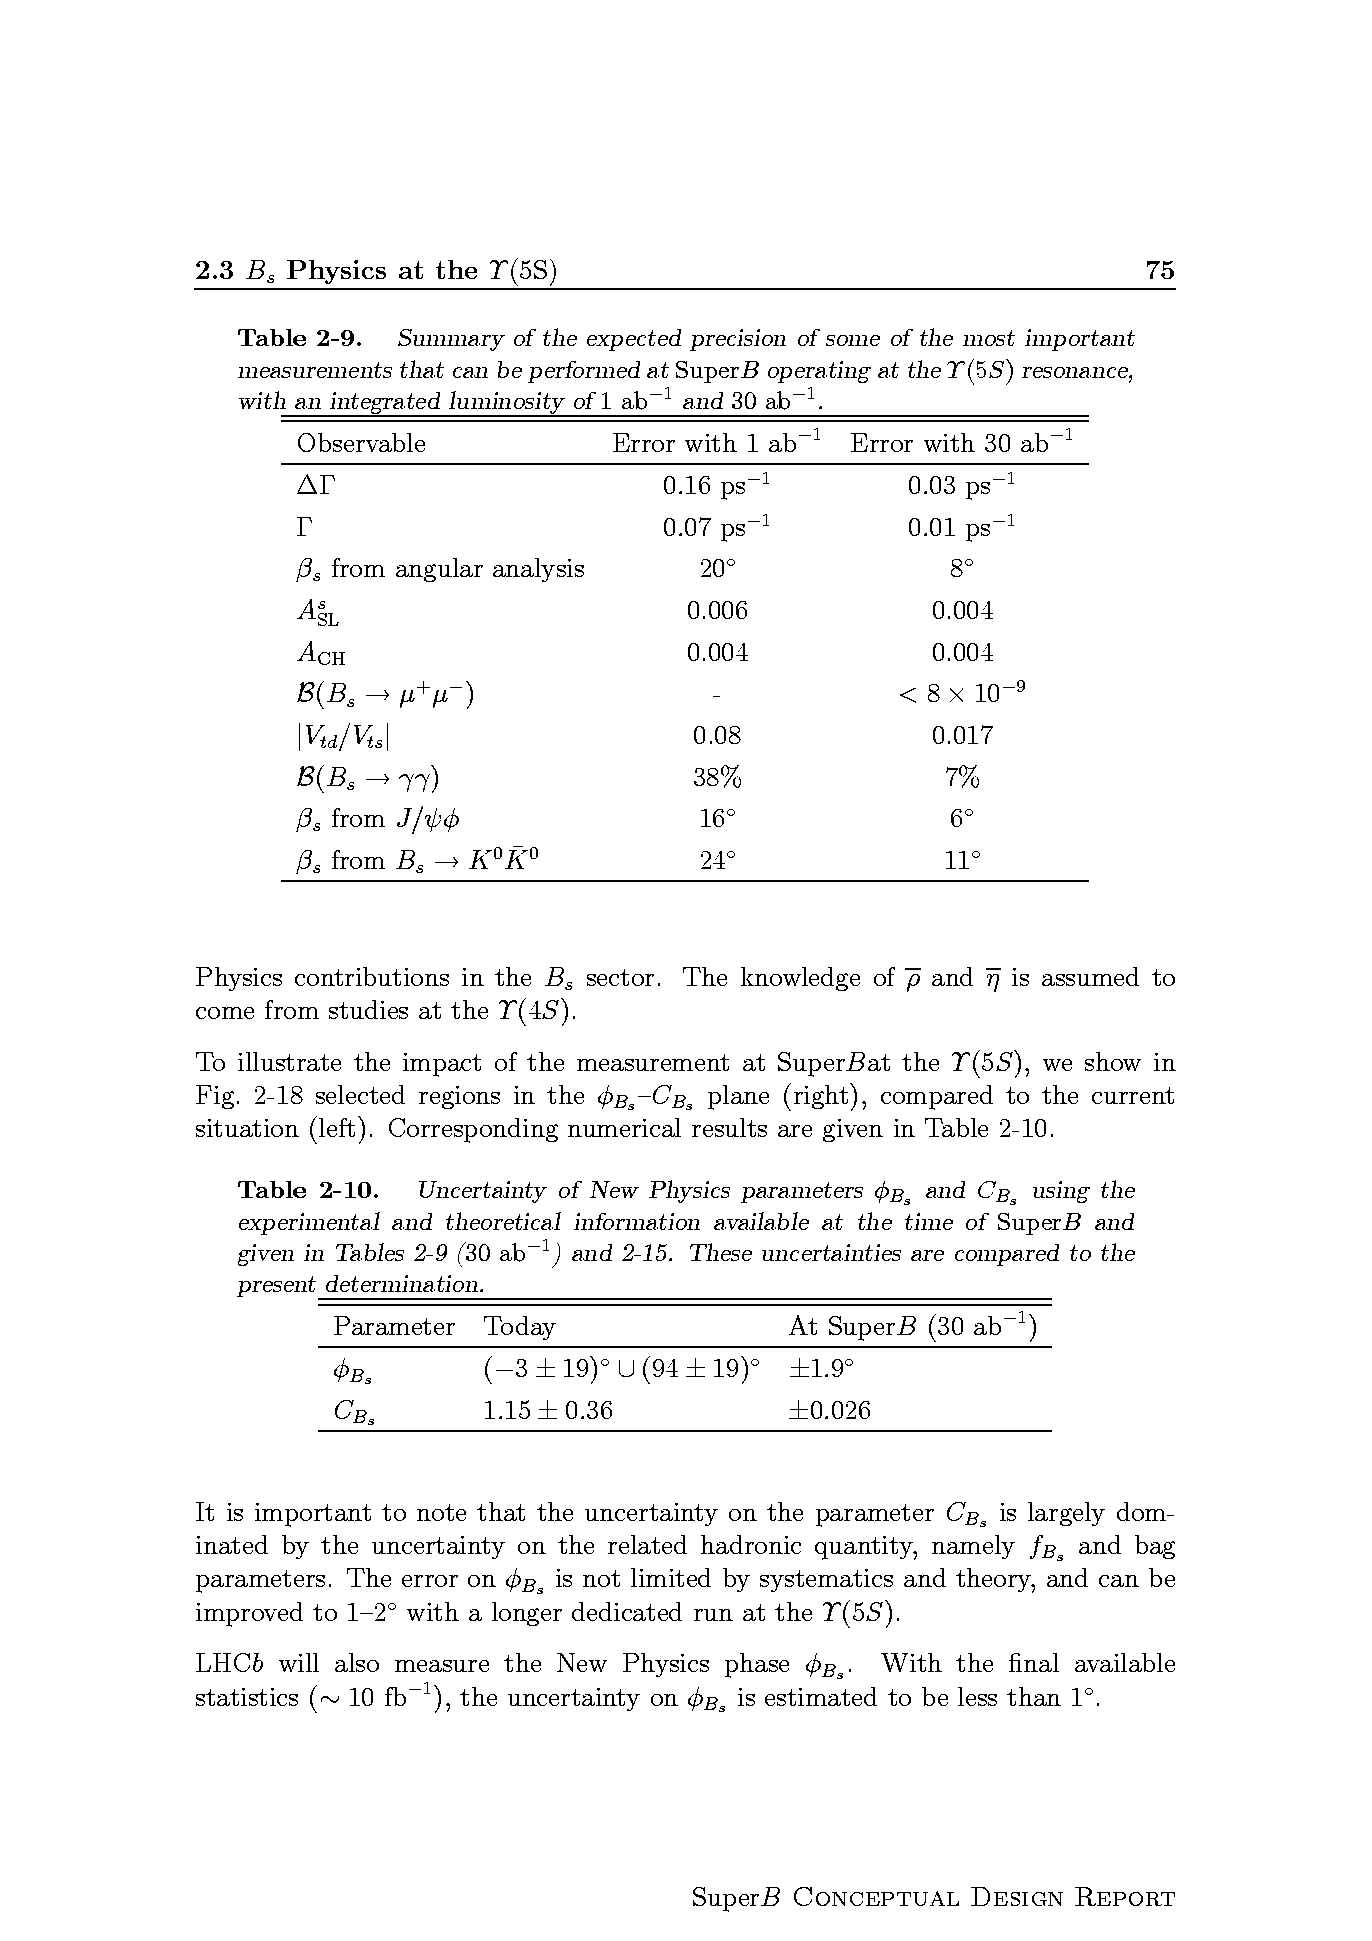 2.3 Bₛ Physics at the ϒ(5S) 75
Table 2-9. Summary of the expected precision of some of the most important
measurements that can be performed at SuperB operating at the ϒ(5S) resonance,
with an integrated luminosity of 1 ab⁻¹ and 30 ab⁻¹.
Observable Error with 1 ab⁻¹ Error with 30 ab⁻¹
ΔΓ 0.16 ps⁻¹ 0.03 ps⁻¹
Γ 0.07 ps⁻¹ 0.01 ps⁻¹
βₛ from angular analysis 20° 8°
A^s_SL 0.006 0.004
A_CH 0.004 0.004
ℬ(Bₛ → μ⁺μ⁻) - < 8 × 10⁻⁹
|V_td/V_ts| 0.08 0.017
ℬ(Bₛ → γγ) 38% 7%
βₛ from J/ψϕ 16° 6°
βₛ from Bₛ → K⁰K̄⁰ 24° 11°
Physics contributions in the Bₛ sector. The knowledge of ρ̅ and η̅ is assumed to
come from studies at the ϒ(4S).
To illustrate the impact of the measurement at SuperBat the ϒ(5S), we show in
Fig. 2-18 selected regions in the ϕ_Bₛ–C_Bₛ plane (right), compared to the current
situation (left). Corresponding numerical results are given in Table 2-10.
Table 2-10. Uncertainty of New Physics parameters ϕ_Bₛ and C_Bₛ using the
experimental and theoretical information available at the time of SuperB and
given in Tables 2-9 (30 ab⁻¹) and 2-15. These uncertainties are compared to the
present determination.
Parameter Today At SuperB (30 ab⁻¹)
ϕ_Bₛ (−3 ± 19)° ∪ (94 ± 19)° ±1.9°
C_Bₛ 1.15 ± 0.36 ±0.026
It is important to note that the uncertainty on the parameter C_Bₛ is largely dom-
inated by the uncertainty on the related hadronic quantity, namely f_Bₛ and bag
parameters. The error on ϕ_Bₛ is not limited by systematics and theory, and can be
improved to 1–2° with a longer dedicated run at the ϒ(5S).
LHCb will also measure the New Physics phase ϕ_Bₛ. With the final available
statistics (∼ 10 fb⁻¹), the uncertainty on ϕ_Bₛ is estimated to be less than 1°.
SuperB Conceptual Design Report